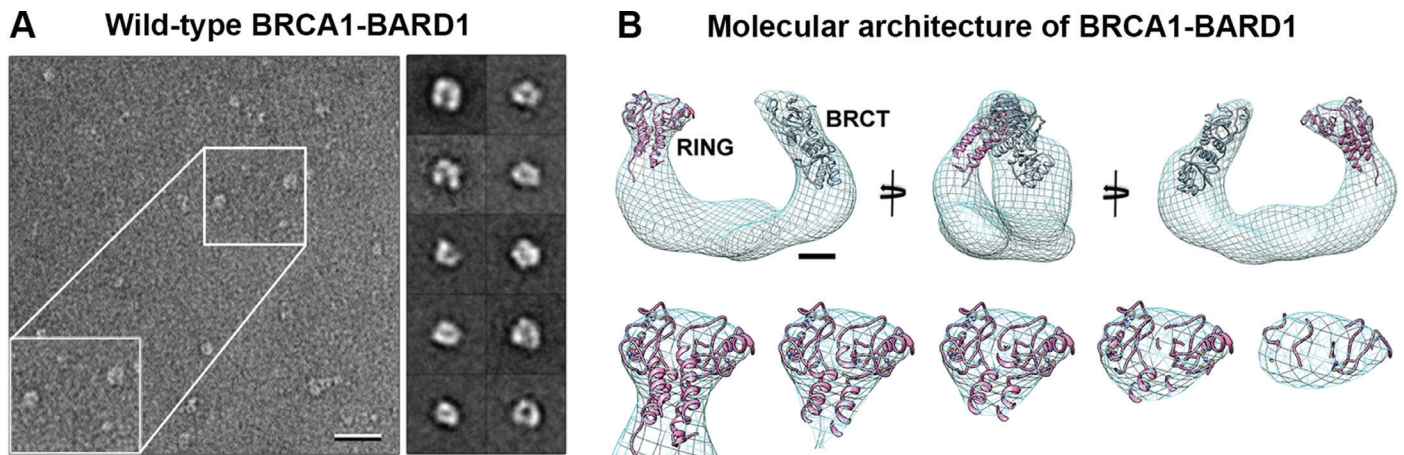 A Wild-type BRCA1-BARD1
B Molecular architecture of BRCA1-BARD1
RING
BRCT